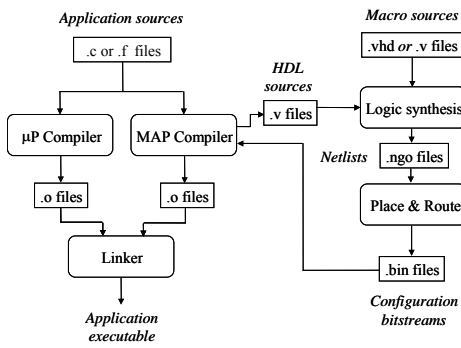 Application sources
.c or .f files
μP Compiler
MAP Compiler
.o files
.o files
Linker
Application
executable
HDL
sources
.v files
Macro sources
.vhd or .v files
Logic synthesis
Netlists
.ngo files
Place & Route
.bin files
Configuration
bitstreams